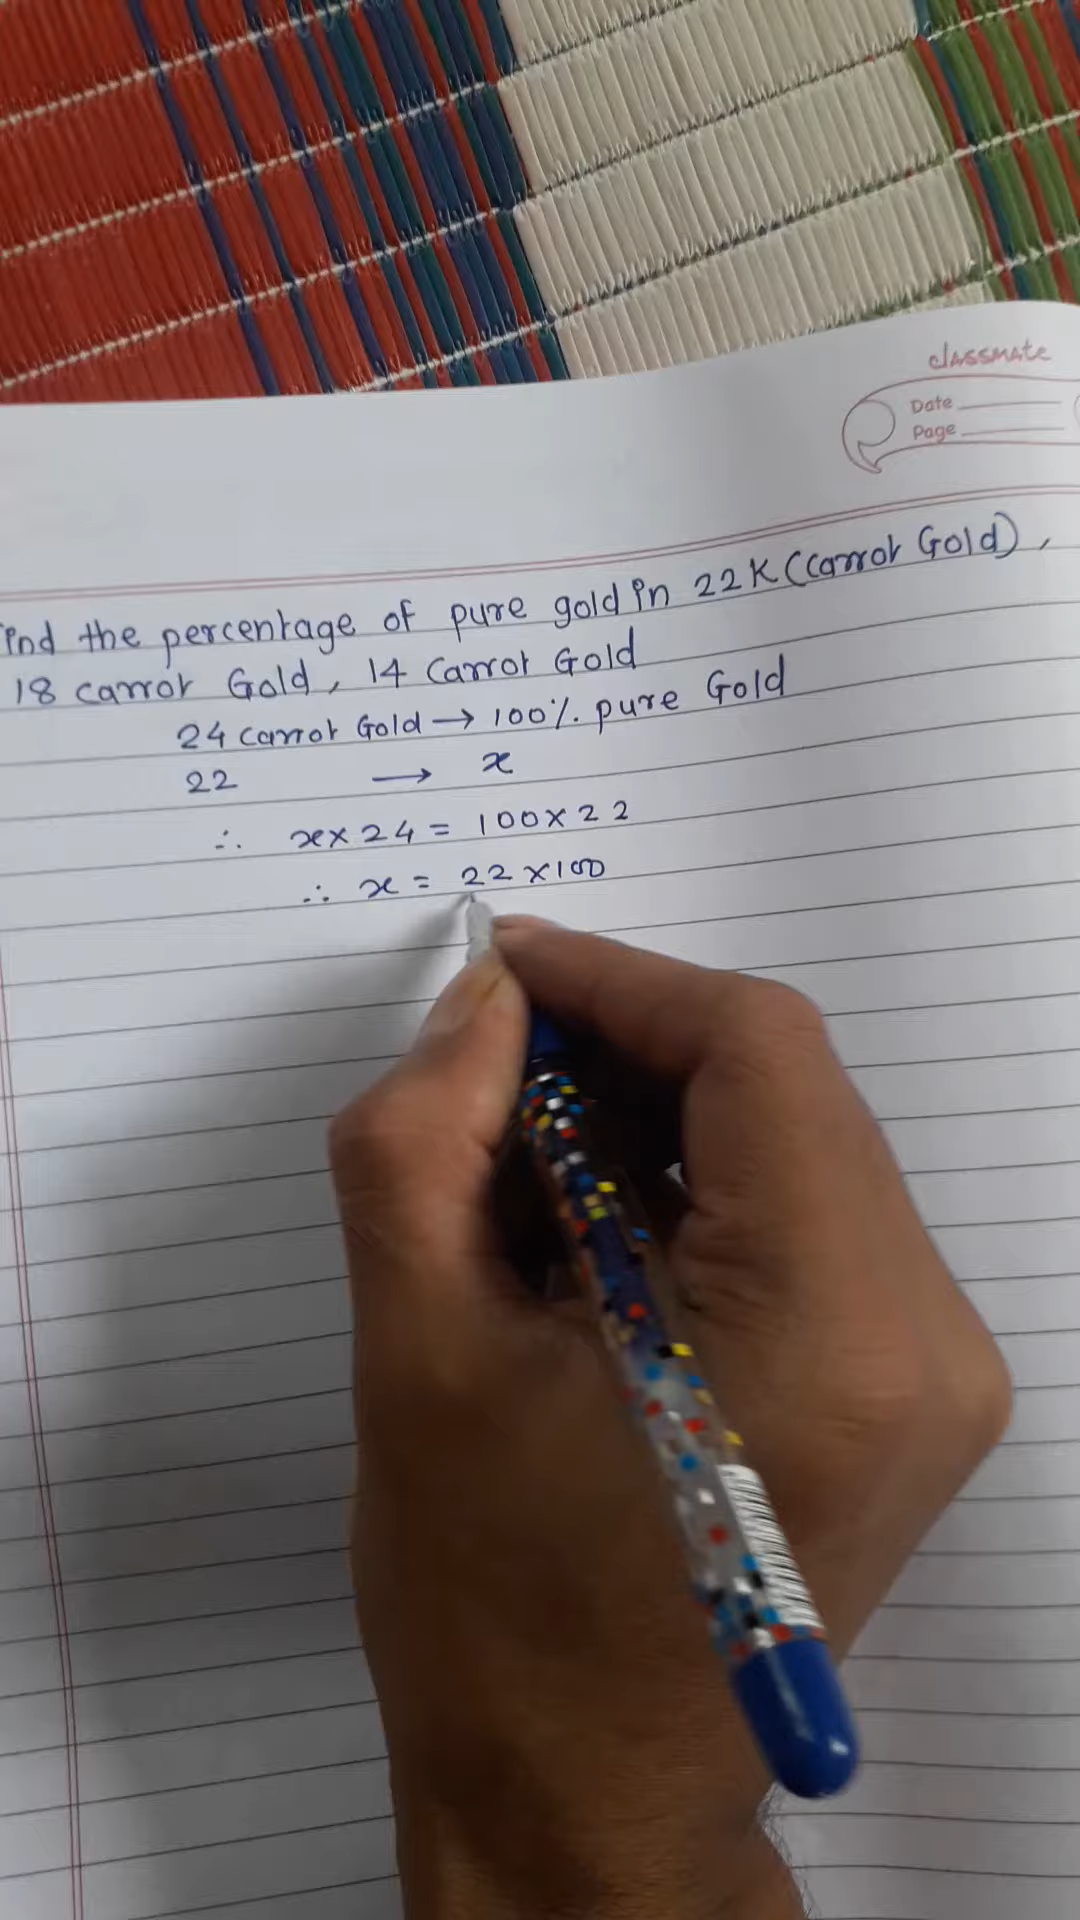 classmate
Date
Page
ind the percentage of pure gold in 22K (Carrot Gold),
18 carrot Gold, 14 Carrot Gold
24 carrot Gold → 100% pure Gold
22 → x
∴ x × 24 = 100 × 22
∴ x = 22 × 100